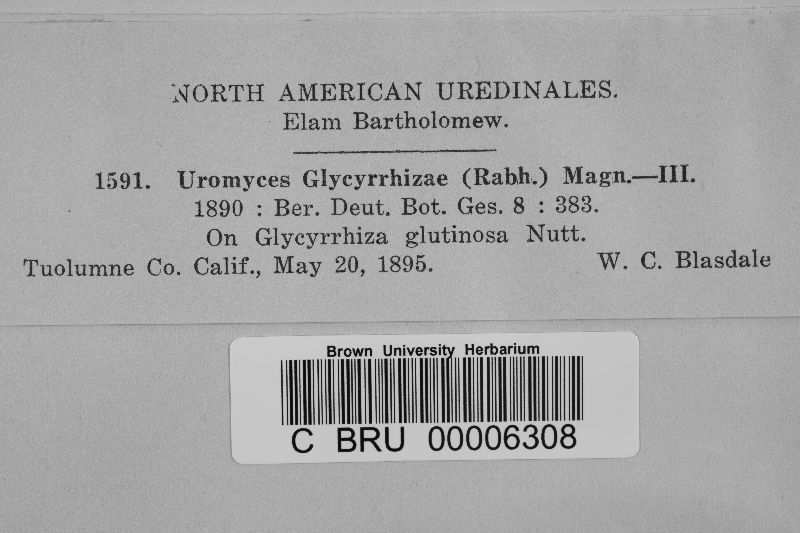 NORTH AMERICAN UREDINALES.
Elam Bartholomew.
1591. Uromyces Glycyrrhizae (Rabh.) Magn.—III.
1890 : Ber. Deut. Bot. Ges. 8 : 383.
On Glycyrrhiza glutinosa Nutt.
Tuolumne Co. Calif., May 20, 1895. W. C. Blasdale
Brown University Herbarium
C BRU 00006308